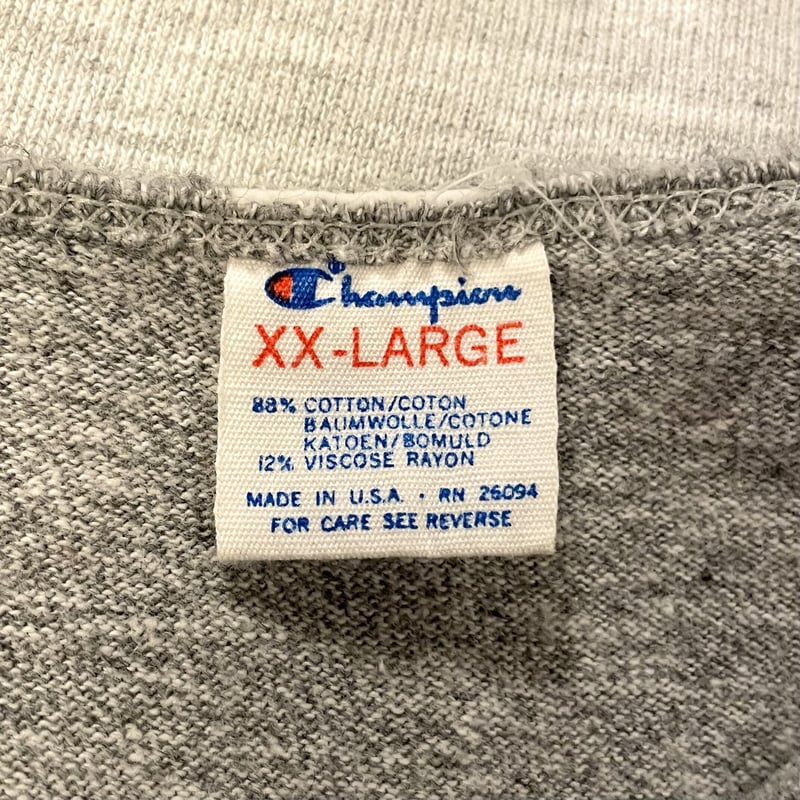 Champion
XX-LARGE
88% COTTON/COTON
BAUMWOLLE/COTONE
KATOEN/BOMULD
12% VISCOSE RAYON
MADE IN U.S.A. · RN 26094
FOR CARE SEE REVERSE